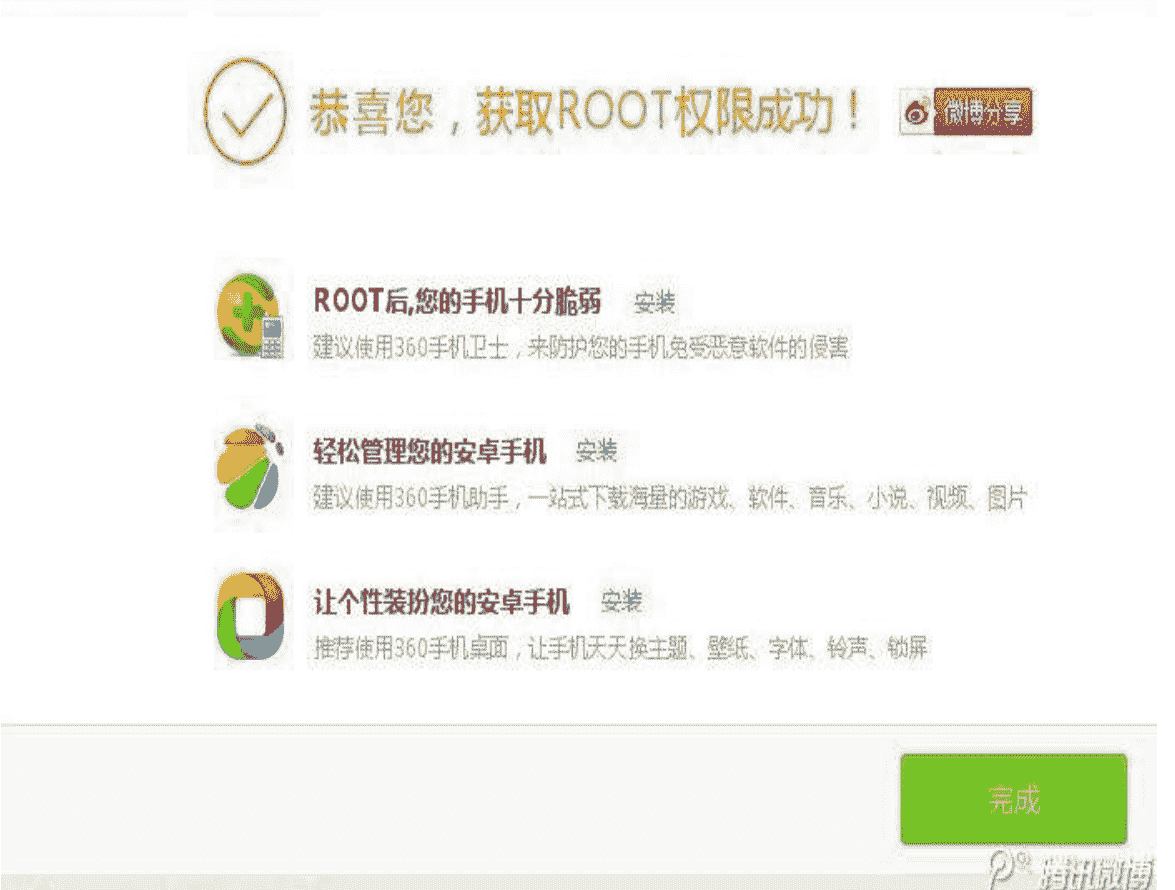 恭喜您，获取ROOT权限成功！ 微博分享
ROOT后,您的手机十分脆弱 安装
建议使用360手机卫士，来防护您的手机免受恶意软件的侵害
轻松管理您的安卓手机 安装
建议使用360手机助手，一站式下载海量的游戏、软件、音乐、小说、视频、图片
让个性装扮您的安卓手机 安装
推荐使用360手机桌面，让手机天天换主题、壁纸、字体、铃声、锁屏
完成
腾讯微博